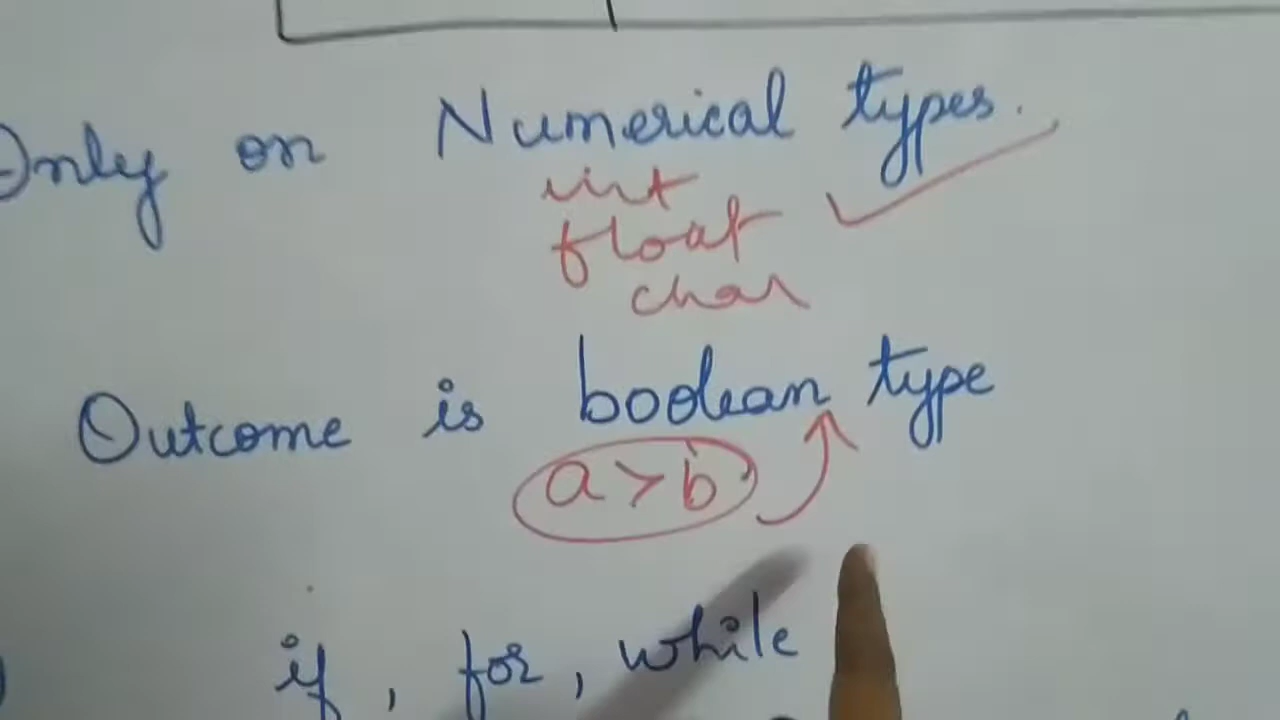 Only on Numerical types.
int
float
char
Outcome is boolean type
a > b
if, for, while